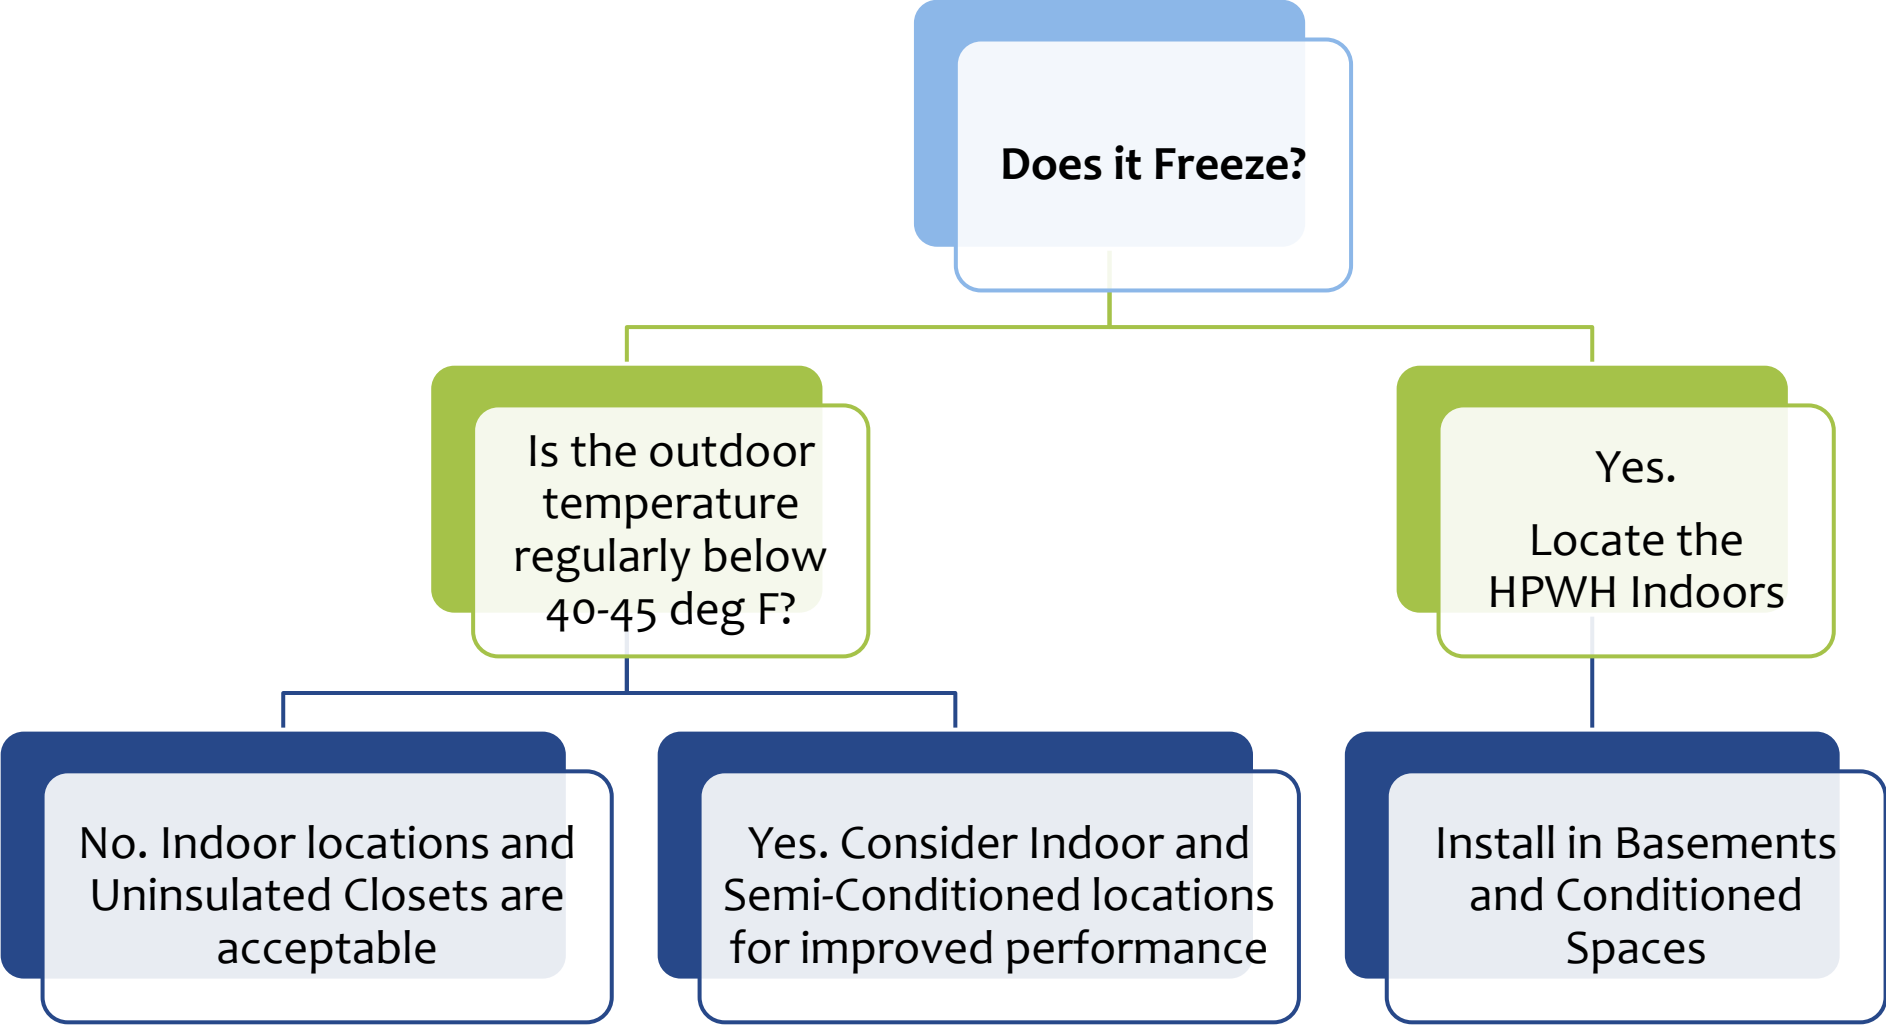 Does it Freeze?
Is the outdoor
temperature
regularly below
40-45 deg F?
Yes.
Locate the
HPWH Indoors
No. Indoor locations and
Uninsulated Closets are
acceptable
Yes. Consider Indoor and
Semi-Conditioned locations
for improved performance
Install in Basements
and Conditioned
Spaces